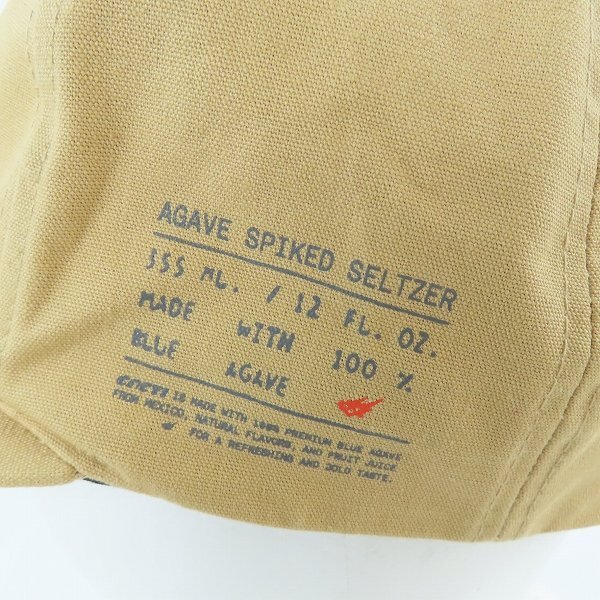 AGAVE SPIKED SELTZER
355 ML. / 12 FL. OZ.
MADE WITH 100 %
BLUE AGAVE
CACTI IS MADE WITH 100% PREMIUM BLUE AGAVE
FROM MEXICO, NATURAL FLAVORS, AND FRUIT JUICE
FOR A REFRESHING AND BOLD TASTE.